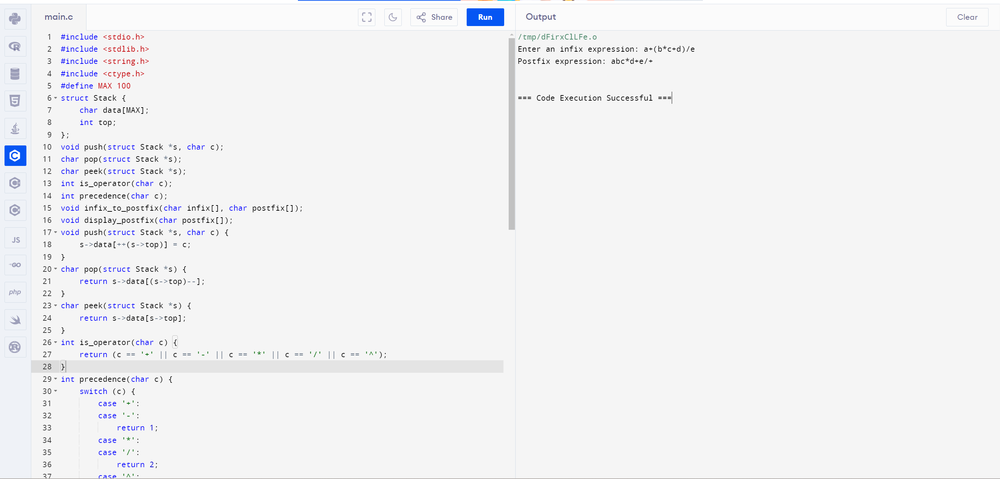 main.c
Share
Run
Output
Clear
1 #include <stdio.h>
2 #include <stdlib.h>
3 #include <string.h>
4 #include <ctype.h>
5 #define MAX 100
6 struct Stack {
7     char data[MAX];
8     int top;
9 };
10 void push(struct Stack *s, char c);
11 char pop(struct Stack *s);
12 char peek(struct Stack *s);
13 int is_operator(char c);
14 int precedence(char c);
15 void infix_to_postfix(char infix[], char postfix[]);
16 void display_postfix(char postfix[]);
17 void push(struct Stack *s, char c) {
18     s->data[++(s->top)] = c;
19 }
20 char pop(struct Stack *s) {
21     return s->data[(s->top)--];
22 }
23 char peek(struct Stack *s) {
24     return s->data[s->top];
25 }
26 int is_operator(char c) {
27     return (c == '+' || c == '-' || c == '*' || c == '/' || c == '^');
28 }
29 int precedence(char c) {
30     switch (c) {
31         case '+':
32         case '-':
33             return 1;
34         case '*':
35         case '/':
36             return 2;
37         case '^':
/tmp/dFirxClLFe.o
Enter an infix expression: a+(b*c+d)/e
Postfix expression: abc*d+e/+
=== Code Execution Successful ===
R
5
C
C
C
JS
GO
php
R